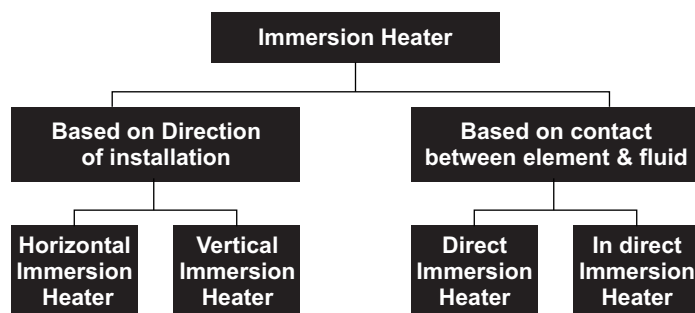 Immersion Heater
Based on Direction
of installation
Based on contact
between element & fluid
Horizontal
Immersion
Heater
Vertical
Immersion
Heater
Direct
Immersion
Heater
In direct
Immersion
Heater